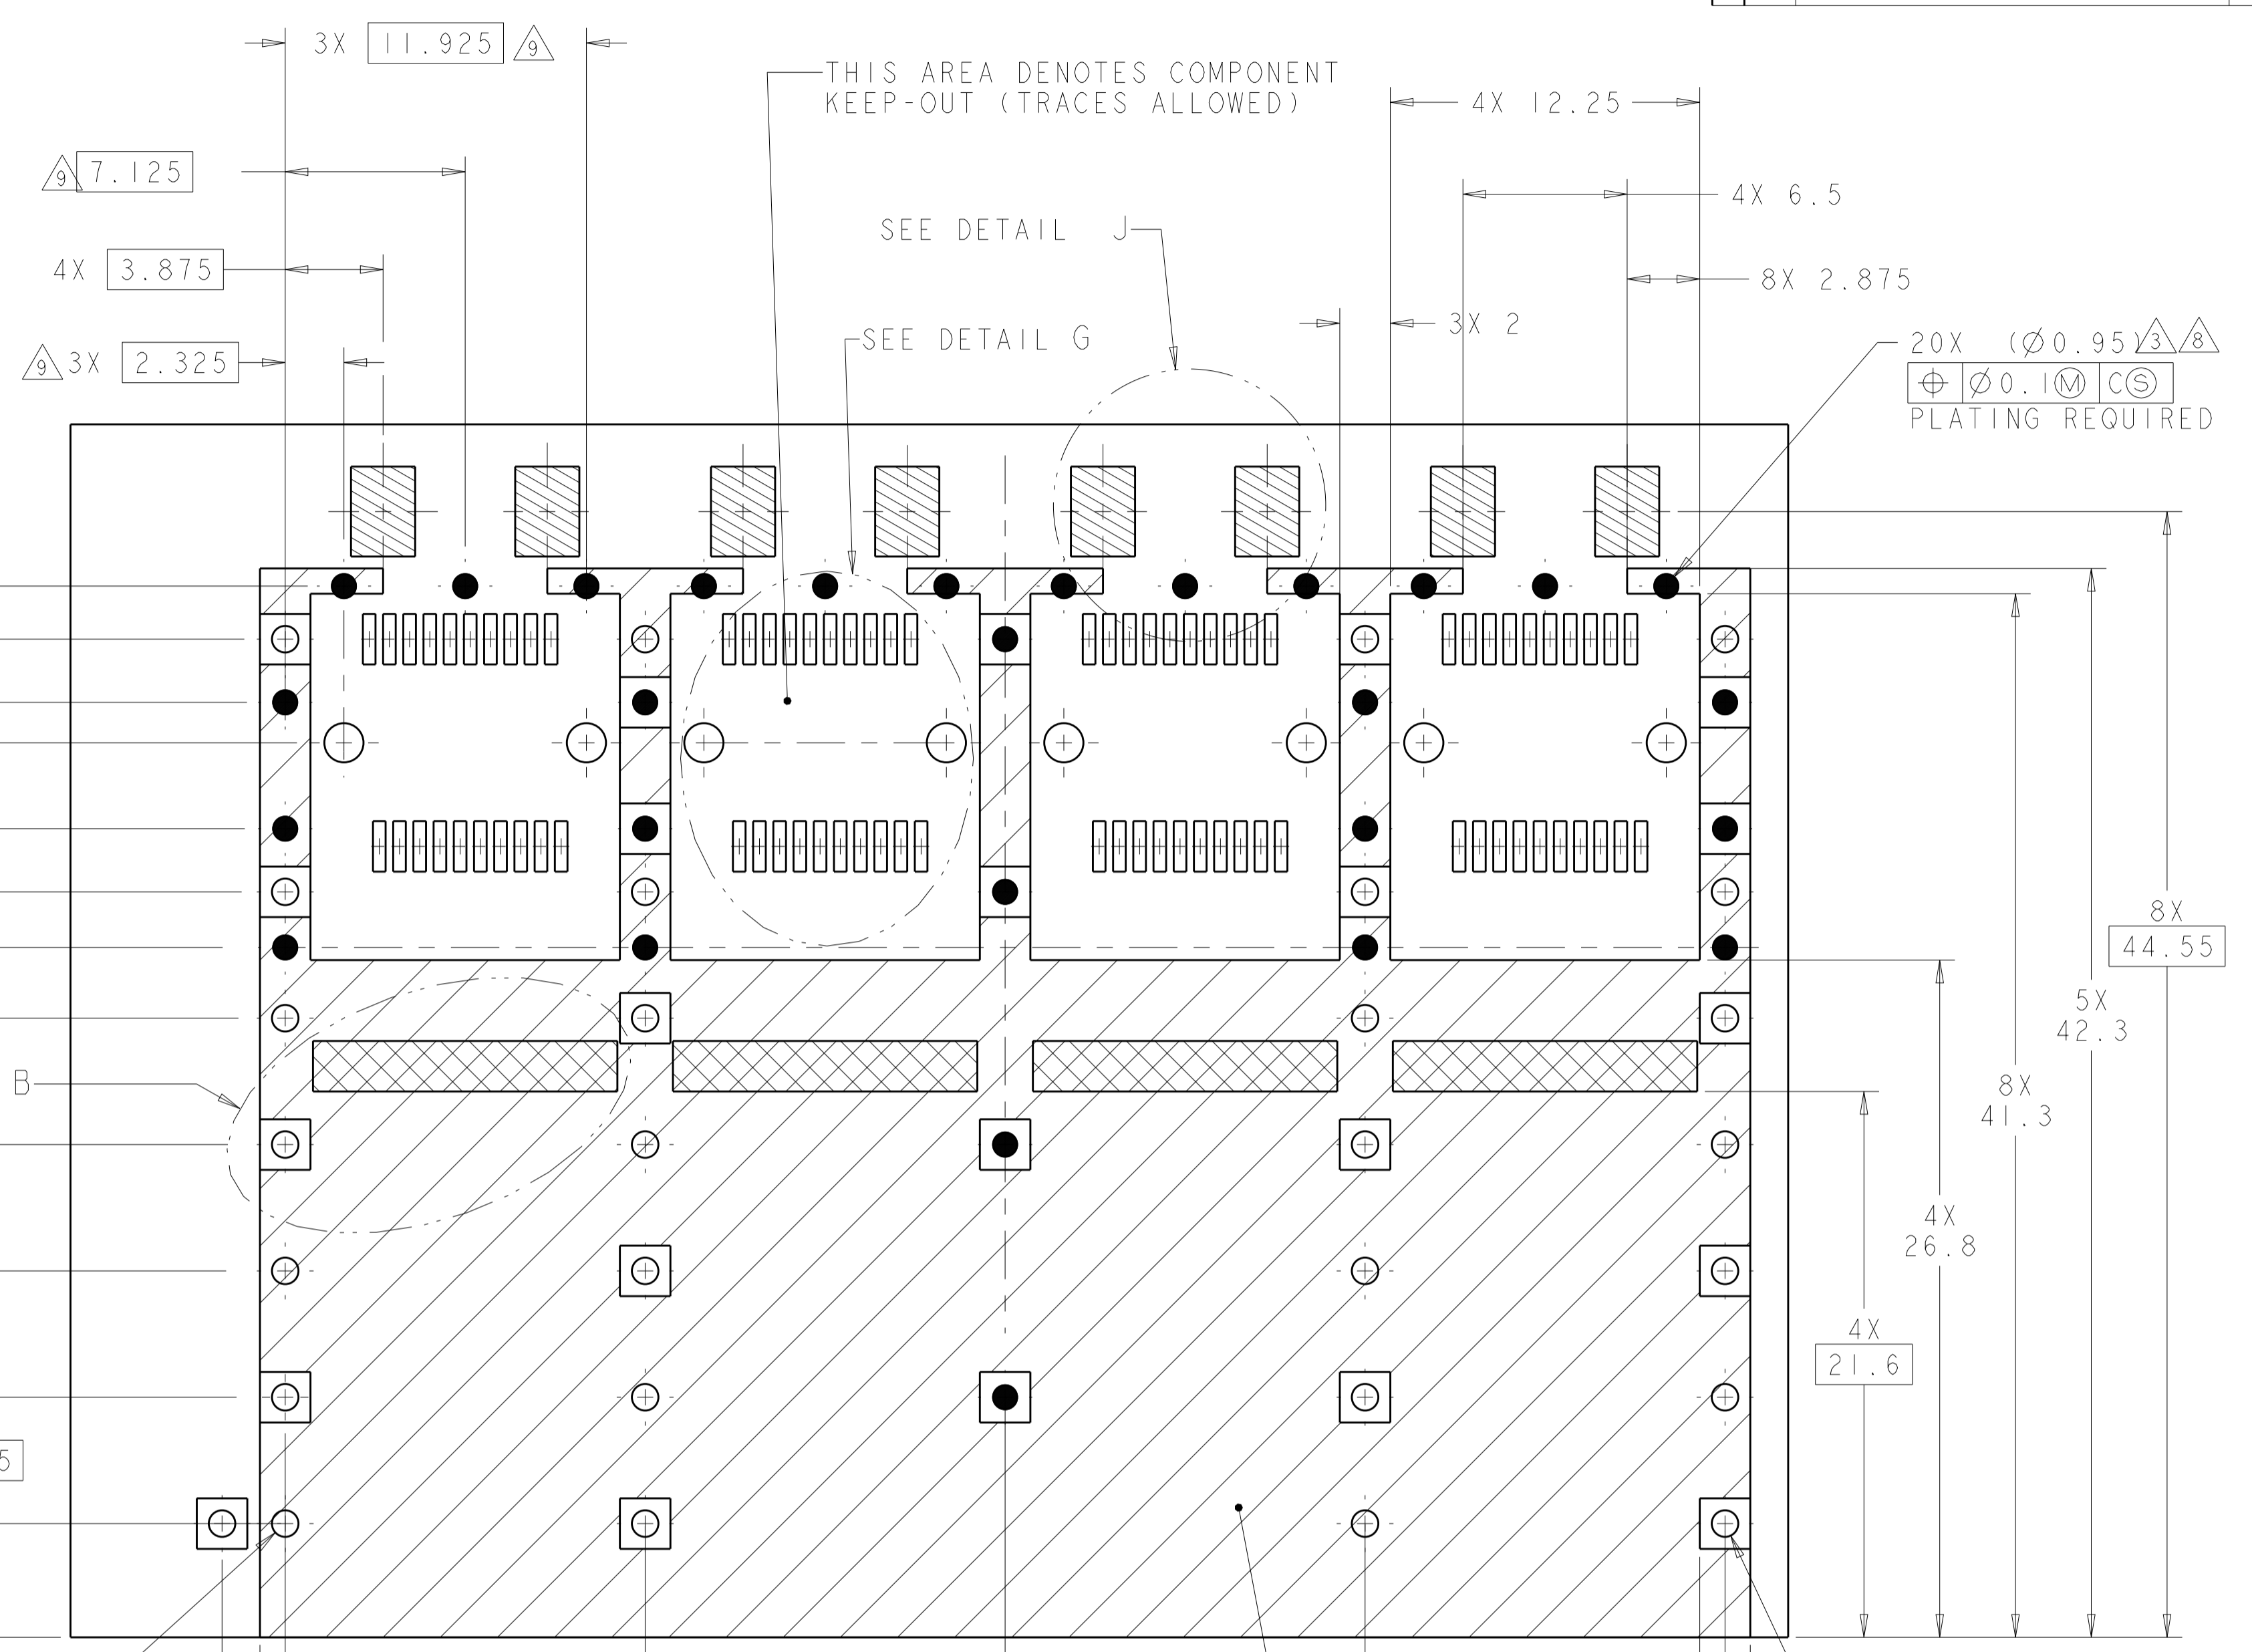 3X 11.925 9
THIS AREA DENOTES COMPONENT
KEEP-OUT (TRACES ALLOWED)
4X 12.25
9 7.125
4X 6.5
SEE DETAIL J
4X 3.875
8X 2.875
3X 2
SEE DETAIL G
9 3X 2.325
20X (Ø0.95) 3 8
⌖ Ø0.1Ⓜ CⓈ
PLATING REQUIRED
8X
44.55
5X
42.3
B
8X
41.3
4X
26.8
4X
21.6
5